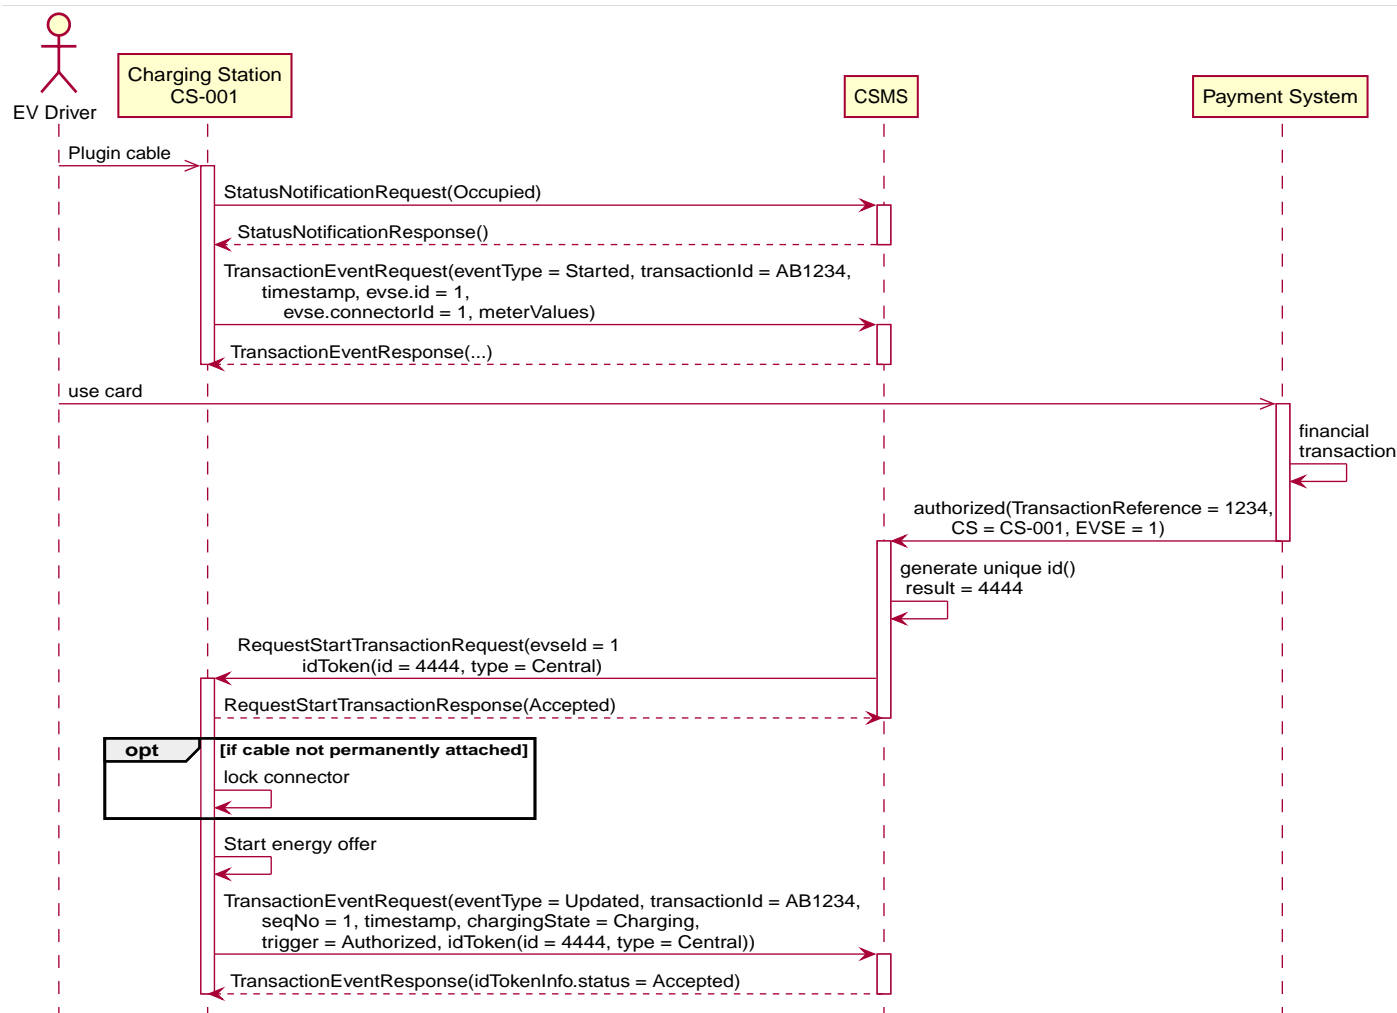 EV Driver
Charging Station
CS-001
CSMS
Payment System
Plugin cable
StatusNotificationRequest(Occupied)
StatusNotificationResponse()
TransactionEventRequest(eventType = Started, transactionId = AB1234,
timestamp, evse.id = 1,
evse.connectorId = 1, meterValues)
TransactionEventResponse(...)
use card
financial
transaction
authorized(TransactionReference = 1234,
CS = CS-001, EVSE = 1)
generate unique id()
result = 4444
RequestStartTransactionRequest(evseId = 1
idToken(id = 4444, type = Central)
RequestStartTransactionResponse(Accepted)
opt [if cable not permanently attached]
lock connector
Start energy offer
TransactionEventRequest(eventType = Updated, transactionId = AB1234,
seqNo = 1, timestamp, chargingState = Charging,
trigger = Authorized, idToken(id = 4444, type = Central))
TransactionEventResponse(idTokenInfo.status = Accepted)